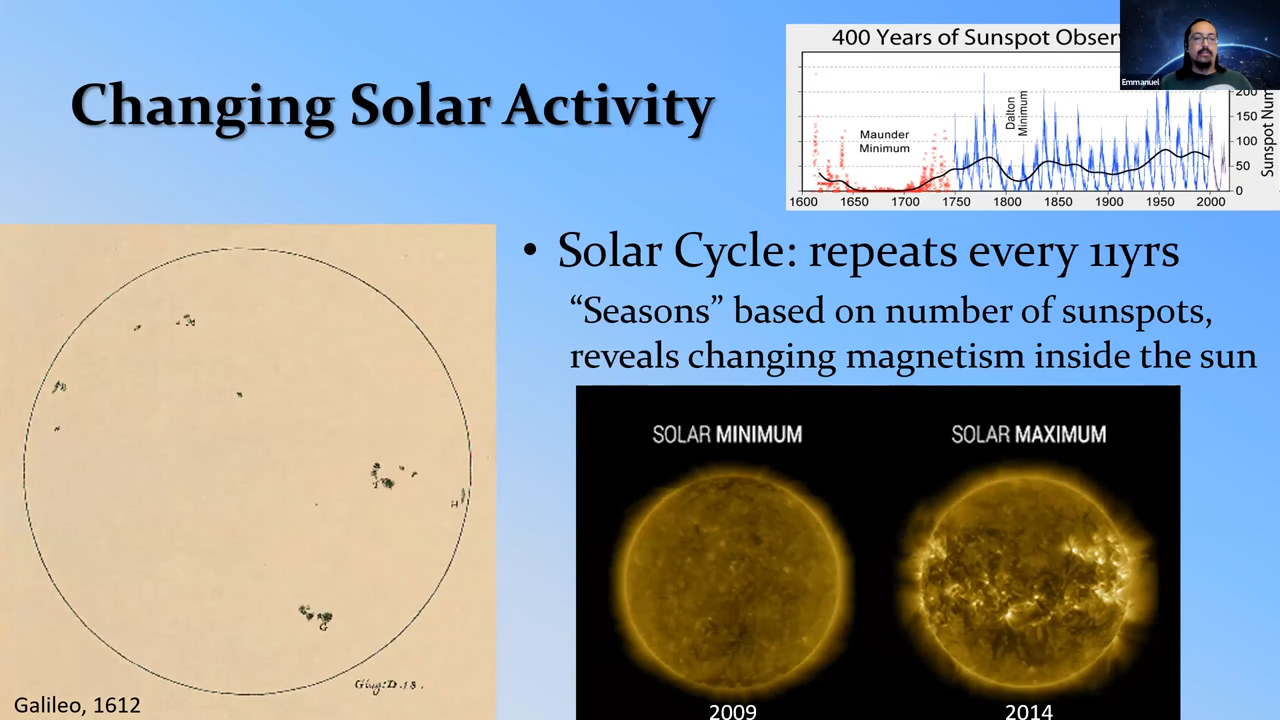 Changing Solar Activity
400 Years of Sunspot Obser
Emmanuel
Maunder
Minimum
Dalton
Minimum
200
150
100
50
0
Sunspot Num
1600 1650 1700 1750 1800 1850 1900 1950 2000
• Solar Cycle: repeats every 11yrs
“Seasons” based on number of sunspots,
reveals changing magnetism inside the sun
SOLAR MINIMUM SOLAR MAXIMUM
2009 2014
G
Galileo, 1612